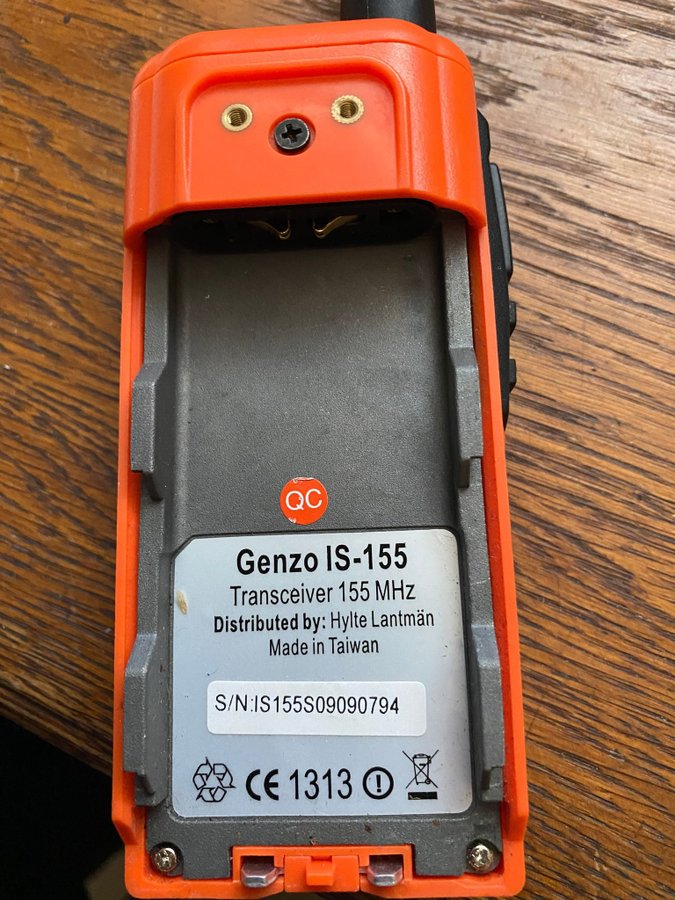 QC
Genzo IS-155
Transceiver 155 MHz
Distributed by: Hylte Lantmän
Made in Taiwan
S/N:IS155S09090794
CE 1313